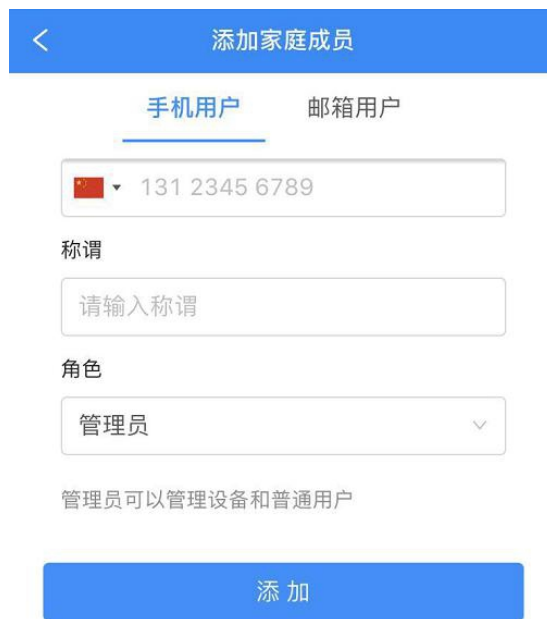 添加家庭成员
手机用户 邮箱用户
131 2345 6789
称谓
请输入称谓
角色
管理员
管理员可以管理设备和普通用户
添 加